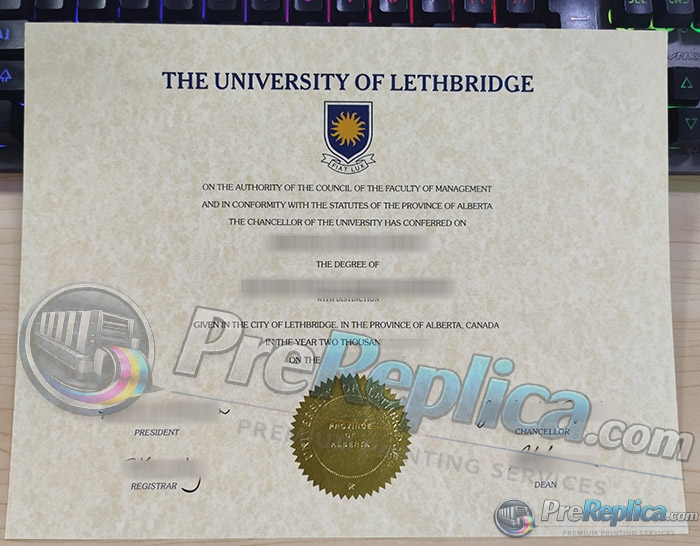 THE UNIVERSITY OF LETHBRIDGE
FIAT LUX
ON THE AUTHORITY OF THE COUNCIL OF THE FACULTY OF MANAGEMENT
AND IN CONFORMITY WITH THE STATUTES OF THE PROVINCE OF ALBERTA
THE CHANCELLOR OF THE UNIVERSITY HAS CONFERRED ON
THE DEGREE OF
WITH DISTINCTION
GIVEN IN THE CITY OF LETHBRIDGE, IN THE PROVINCE OF ALBERTA, CANADA
IN THE YEAR TWO
ON THE
PreReplica.com
PREMIUM PRINTING SERVICES
PROVINCE
OF
ALBERTA
PRESIDENT
CHANCELLOR
REGISTRAR
DEAN
PreReplica.com
PREMIUM PRINTING SERVICES